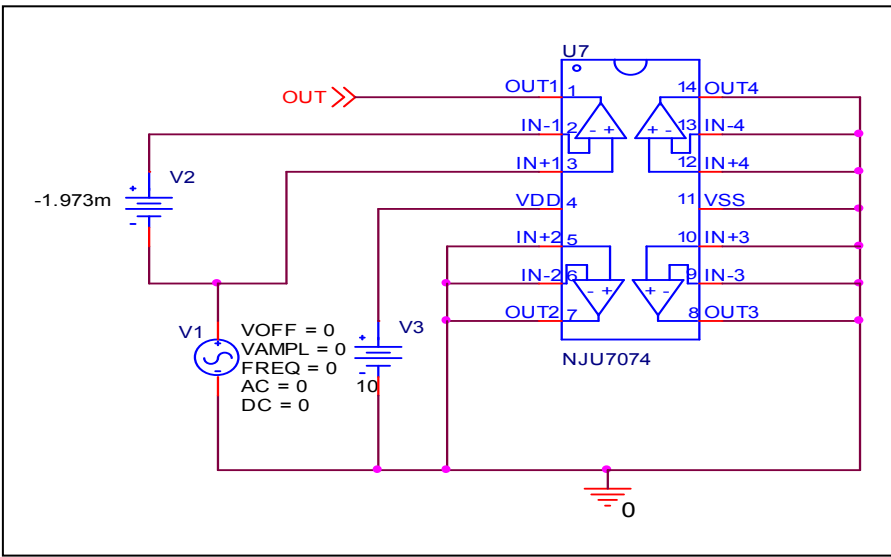 U7
OUT
OUT1 1
14 OUT4
IN-1 2
- +
+ -
13 IN-4
IN+1 3
12 IN+4
V2
+
-1.973m
-
VDD 4
11 VSS
IN+2 5
10 IN+3
IN-2 6
- +
+ -
9 IN-3
OUT2 7
8 OUT3
V1
+
-
VOFF = 0
VAMPL = 0
FREQ = 0
AC = 0
DC = 0
V3
+
-
10
NJU7074
0